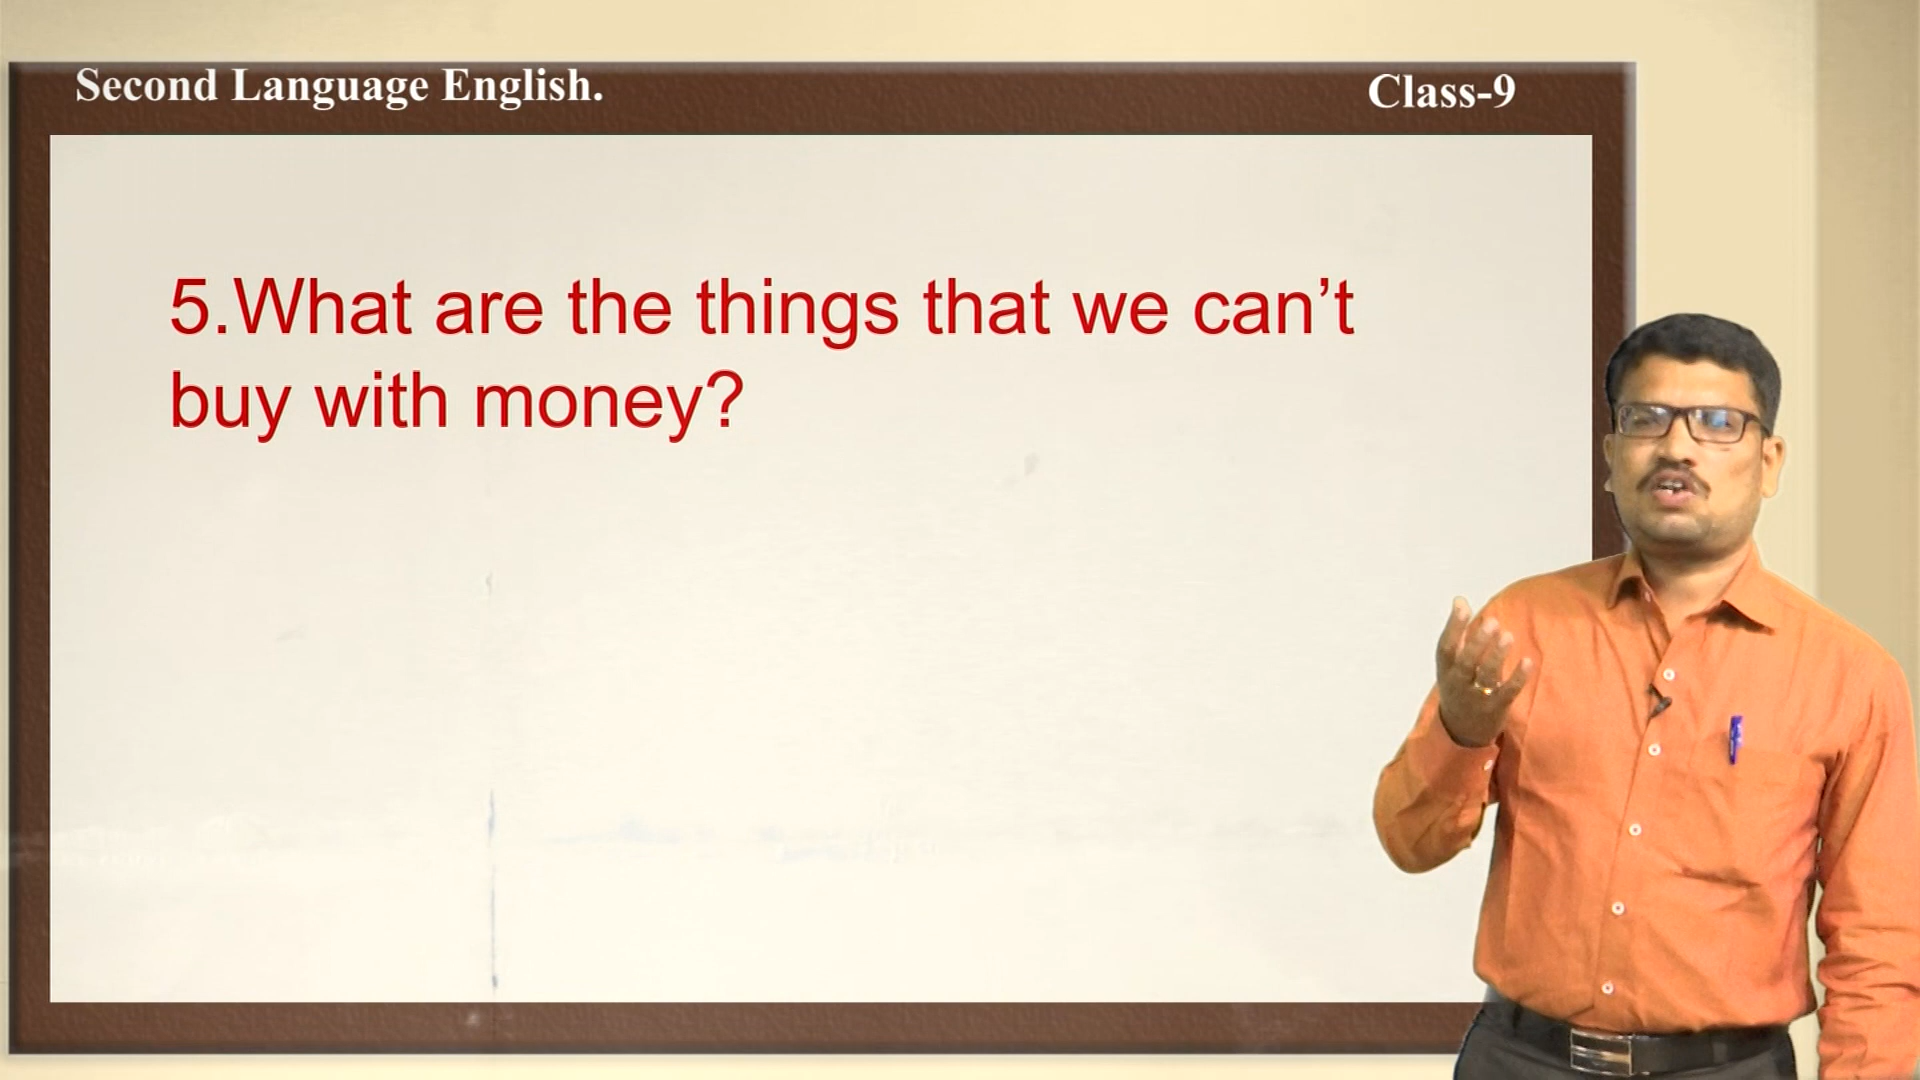 Second Language English.
Class-9
5.What are the things that we can’t
buy with money?